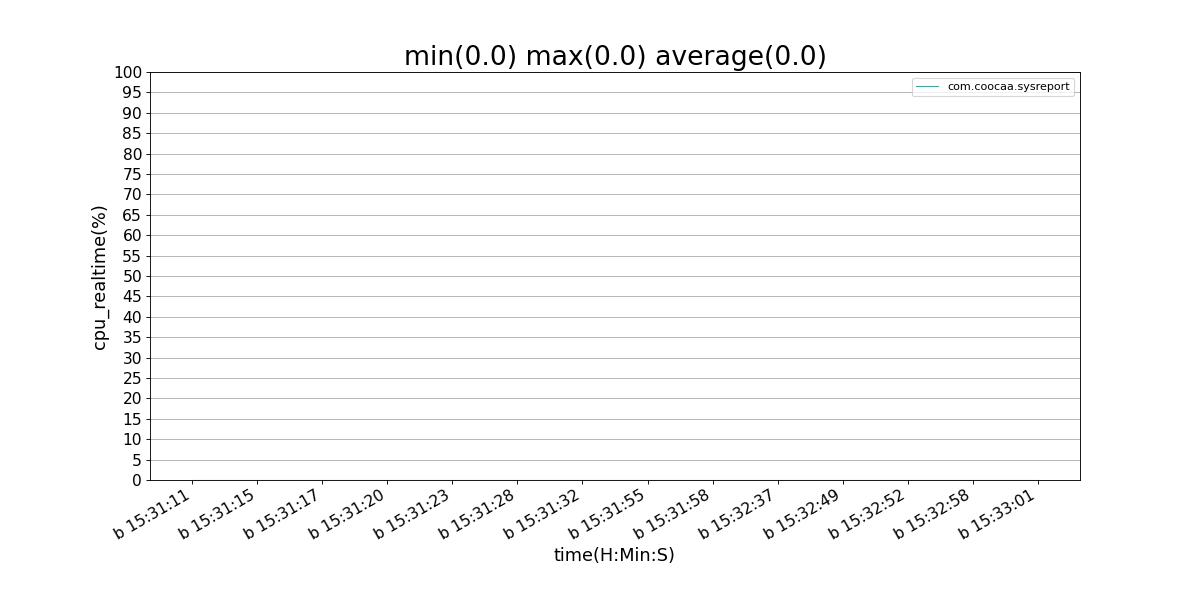 min(0.0) max(0.0) average(0.0)
com.coocaa.sysreport
100
95
90
85
80
75
70
65
60
55
50
45
40
35
30
25
20
15
10
5
0
cpu_realtime(%)
b 15:31:11
b 15:31:15
b 15:31:17
b 15:31:20
b 15:31:23
b 15:31:28
b 15:31:32
b 15:31:55
b 15:31:58
b 15:32:37
b 15:32:49
b 15:32:52
b 15:32:58
b 15:33:01
time(H:Min:S)